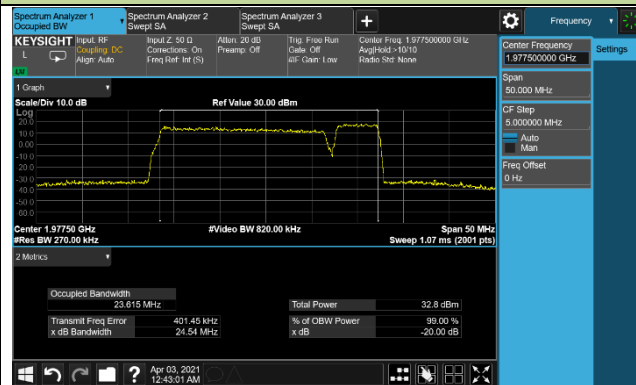 Spectrum Analyzer 1
Occupied BW
Spectrum Analyzer 2
Swept SA
Spectrum Analyzer 3
Swept SA
Frequency
KEYSIGHT
L
Input: RF
Coupling: DC
Align: Auto
Input Z: 50 Ω
Corrections: On
Freq Ref: Int (S)
Atten: 20 dB
Preamp: Off
Trig: Free Run
Gate: Off
#IF Gain: Low
Center Freq: 1.977500000 GHz
Avg|Hold:>10/10
Radio Std: None
Center Frequency
1.977500000 GHz
Settings
Span
50.000 MHz
CF Step
5.000000 MHz
Auto
Man
Freq Offset
0 Hz
1 Graph
Scale/Div 10.0 dB
Ref Value 30.00 dBm
Log
20.0
10.0
0.00
-10.0
-20.0
-30.0
-40.0
-50.0
-60.0
Center 1.97750 GHz
#Video BW 820.00 kHz
Span 50 MHz
#Res BW 270.00 kHz
Sweep 1.07 ms (2001 pts)
2 Metrics
Occupied Bandwidth
23.615 MHz
Total Power
32.8 dBm
Transmit Freq Error
401.45 kHz
% of OBW Power
99.00 %
x dB Bandwidth
24.54 MHz
x dB
-20.00 dB
?
Apr 03, 2021
12:43:01 AM